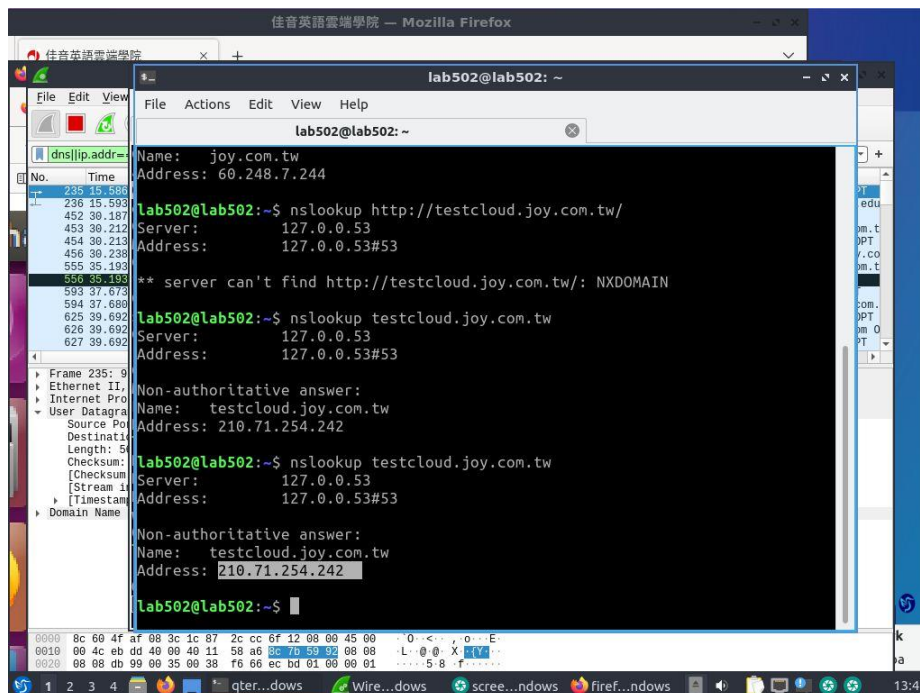 佳音英語雲端學院 — Mozilla Firefox
佳音英語雲端學院 × +
lab502@lab502: ~
File Edit View
File Actions Edit View Help
lab502@lab502: ~
dns||ip.addr==
No. Time
235 15.586
236 15.593
452 30.187
453 30.212
454 30.213
456 30.238
555 35.193
556 35.193
593 37.673
594 37.680
625 39.692
626 39.692
627 39.692
Name: joy.com.tw
Address: 60.248.7.244
lab502@lab502:~$ nslookup http://testcloud.joy.com.tw/
Server: 127.0.0.53
Address: 127.0.0.53#53
** server can't find http://testcloud.joy.com.tw/: NXDOMAIN
lab502@lab502:~$ nslookup testcloud.joy.com.tw
Server: 127.0.0.53
Address: 127.0.0.53#53
Non-authoritative answer:
Name: testcloud.joy.com.tw
Address: 210.71.254.242
lab502@lab502:~$ nslookup testcloud.joy.com.tw
Server: 127.0.0.53
Address: 127.0.0.53#53
Non-authoritative answer:
Name: testcloud.joy.com.tw
Address: 210.71.254.242
lab502@lab502:~$
Frame 235: 9
Ethernet II,
Internet Pro
User Datagra
Source Po
Destinatio
Length: 5
Checksum:
[Checksum
[Stream i
[Timestam
Domain Name
0000 8c 60 4f af 08 3c 1c 87 2c cc 6f 12 08 00 45 00
0010 00 4c eb dd 40 00 40 11 58 a6 8c 7b 59 92 08 08
0020 08 08 db 99 00 35 00 38 f6 66 ec bd 01 00 00 01
1 2 3 4 qter...dows Wire...dows scree...ndows firef...ndows